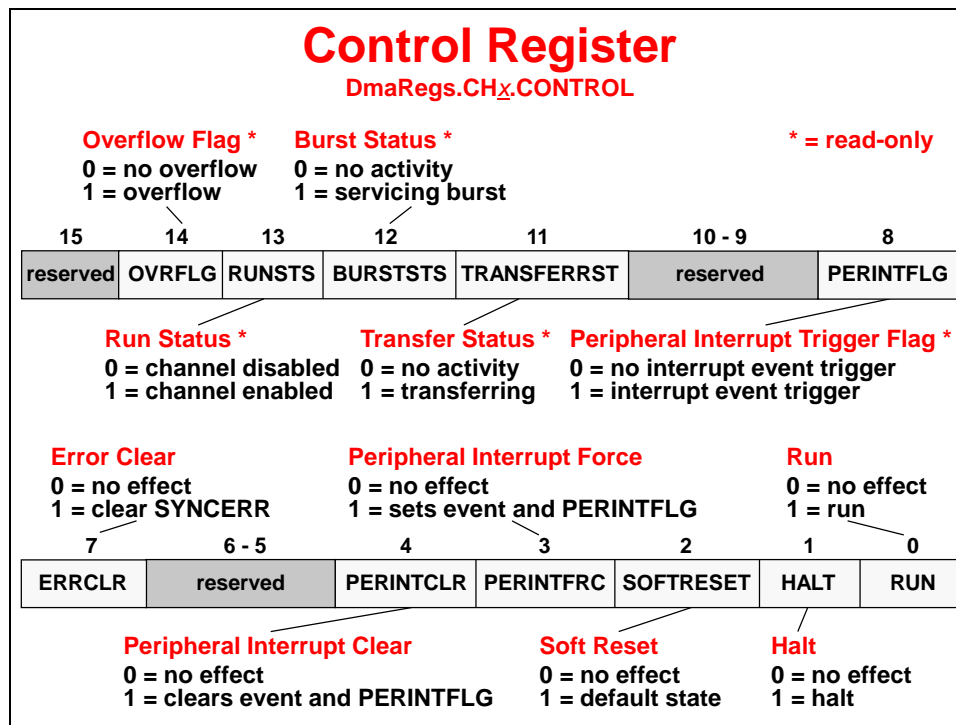 Control Register
DmaRegs.CHx.CONTROL
Overflow Flag * Burst Status * * = read-only
0 = no overflow 0 = no activity
1 = overflow 1 = servicing burst
15 14 13 12 11 10 - 9 8
reserved OVRFLG RUNSTS BURSTSTS TRANSFERRST reserved PERINTFLG
Run Status * Transfer Status * Peripheral Interrupt Trigger Flag *
0 = channel disabled 0 = no activity 0 = no interrupt event trigger
1 = channel enabled 1 = transferring 1 = interrupt event trigger
Error Clear Peripheral Interrupt Force Run
0 = no effect 0 = no effect 0 = no effect
1 = clear SYNCERR 1 = sets event and PERINTFLG 1 = run
7 6 - 5 4 3 2 1 0
ERRCLR reserved PERINTCLR PERINTFRC SOFTRESET HALT RUN
Peripheral Interrupt Clear Soft Reset Halt
0 = no effect 0 = no effect 0 = no effect
1 = clears event and PERINTFLG 1 = default state 1 = halt